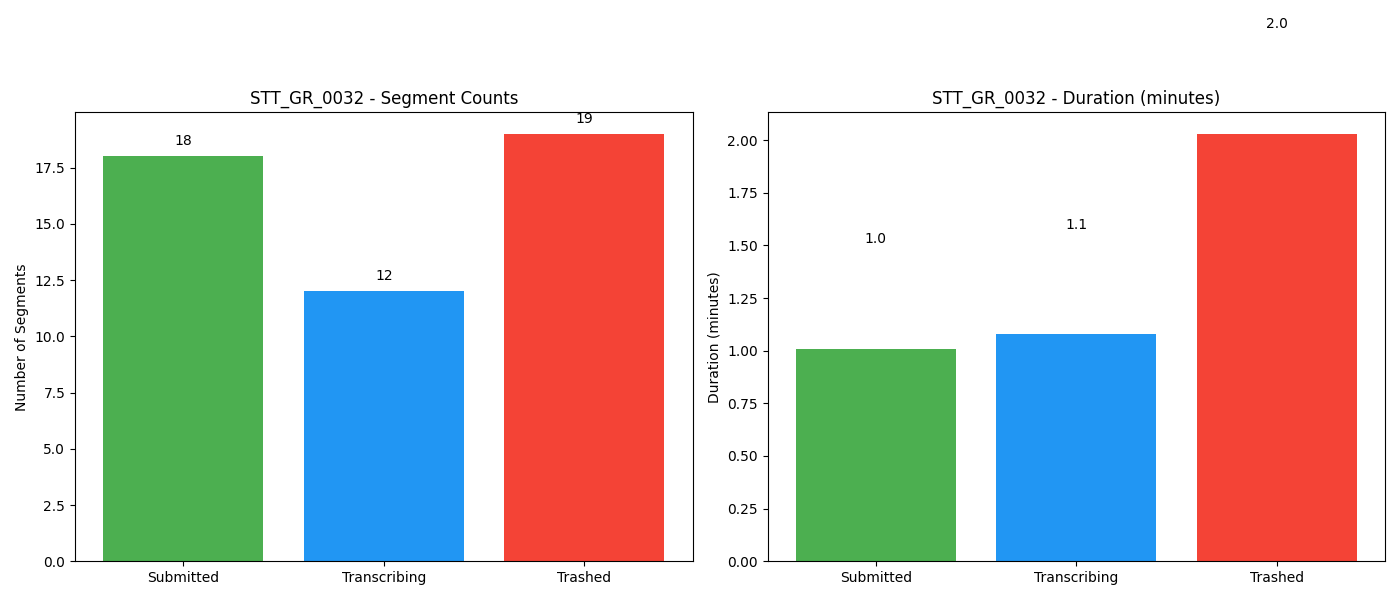 STT_GR_0032 - Segment Counts
Number of Segments
17.5
15.0
12.5
10.0
7.5
5.0
2.5
0.0
18
12
19
Submitted
Transcribing
Trashed
STT_GR_0032 - Duration (minutes)
Duration (minutes)
2.00
1.75
1.50
1.25
1.00
0.75
0.50
0.25
0.00
1.0
1.1
2.0
Submitted
Transcribing
Trashed